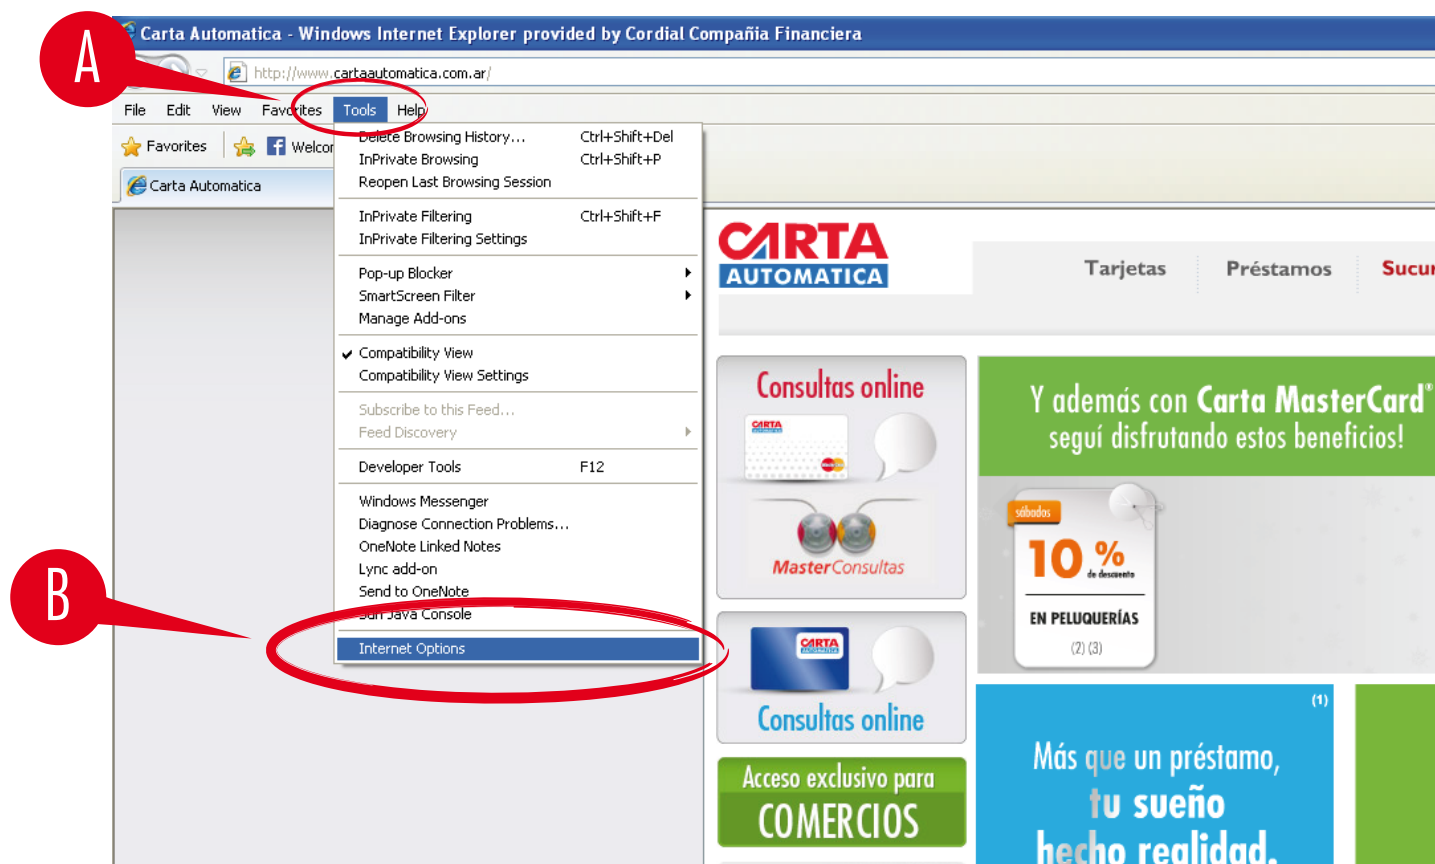 A
Carta Automatica - Windows Internet Explorer provided by Cordial Compañia Financiera
http://www.cartaautomatica.com.ar/
File Edit View Favorites Tools Help
Favorites
Carta Automatica
Delete Browsing History... Ctrl+Shift+Del
InPrivate Browsing Ctrl+Shift+P
Reopen Last Browsing Session
InPrivate Filtering Ctrl+Shift+F
InPrivate Filtering Settings
Pop-up Blocker
SmartScreen Filter
Manage Add-ons
Compatibility View
Compatibility View Settings
Subscribe to this Feed...
Feed Discovery
Developer Tools F12
Windows Messenger
Diagnose Connection Problems...
OneNote Linked Notes
Lync add-on
Send to OneNote
Sun Java Console
Internet Options
B
CARTA
AUTOMATICA
Tarjetas Préstamos
Consultas online
CARTA
MasterConsultas
CARTA
Consultas online
Acceso exclusivo para
COMERCIOS
Y además con Carta MasterCard®
seguí disfrutando estos beneficios!
sábados
10 %
de descuento
EN PELUQUERÍAS
(2) (3)
(1)
Más que un préstamo,
tu sueño
hecho realidad.